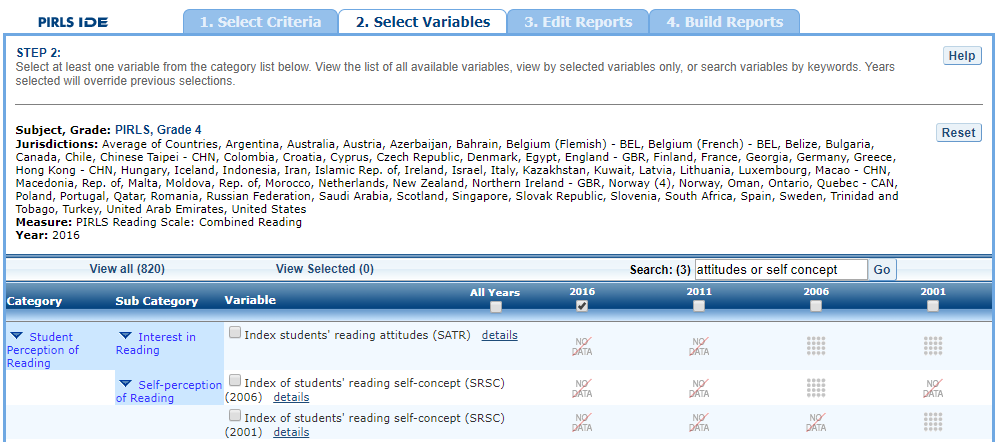 PIRLS IDE
1. Select Criteria
2. Select Variables
3. Edit Reports
4. Build Reports
STEP 2:
Help
Select at least one variable from the category list below. View the list of all available variables, view by selected variables only, or search variables by keywords. Years
selected will override previous selections.
Subject, Grade: PIRLS, Grade 4
Reset
Jurisdictions: Average of Countries, Argentina, Australia, Austria, Azerbaijan, Bahrain, Belgium (Flemish) - BEL, Belgium (French) - BEL, Belize, Bulgaria,
Canada, Chile, Chinese Taipei - CHN, Colombia, Croatia, Cyprus, Czech Republic, Denmark, Egypt, England - GBR, Finland, France, Georgia, Germany, Greece,
Hong Kong - CHN, Hungary, Iceland, Indonesia, Iran, Islamic Rep. of, Ireland, Israel, Italy, Kazakhstan, Kuwait, Latvia, Lithuania, Luxembourg, Macao - CHN,
Macedonia, Rep. of, Malta, Moldova, Rep. of, Morocco, Netherlands, New Zealand, Northern Ireland - GBR, Norway (4), Norway, Oman, Ontario, Quebec - CAN,
Poland, Portugal, Qatar, Romania, Russian Federation, Saudi Arabia, Scotland, Singapore, Slovak Republic, Slovenia, South Africa, Spain, Sweden, Trinidad and
Tobago, Turkey, United Arab Emirates, United States
Measure: PIRLS Reading Scale: Combined Reading
Year: 2016
View all (820)
View Selected (0)
Search: (3) attitudes or self concept
Go
Category
Sub Category
Variable
All Years
2016
2011
2006
2001
Student
Perception of
Reading
Interest in
Reading
Index students' reading attitudes (SATR) details
NO
DATA
NO
DATA
Self-perception
of Reading
Index of students' reading self-concept (SRSC)
(2006) details
NO
DATA
NO
DATA
NO
DATA
Index of students' reading self-concept (SRSC)
(2001) details
NO
DATA
NO
DATA
NO
DATA